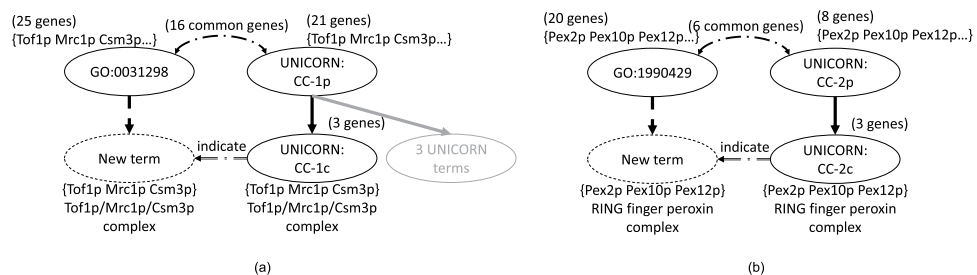 (25 genes)
{Tof1p Mrc1p Csm3p...}
(16 common genes)
(21 genes)
{Tof1p Mrc1p Csm3p...}
GO:0031298
UNICORN:
CC-1p
(3 genes)
indicate
New term
UNICORN:
CC-1c
3 UNICORN
terms
{Tof1p Mrc1p Csm3p}
Tof1p/Mrc1p/Csm3p
complex
{Tof1p Mrc1p Csm3p}
Tof1p/Mrc1p/Csm3p
complex
(a)
(20 genes)
{Pex2p Pex10p Pex12p...}
(6 common genes)
(8 genes)
{Pex2p Pex10p Pex12p...}
GO:1990429
UNICORN:
CC-2p
(3 genes)
indicate
New term
UNICORN:
CC-2c
{Pex2p Pex10p Pex12p}
RING finger peroxin
complex
{Pex2p Pex10p Pex12p}
RING finger peroxin
complex
(b)